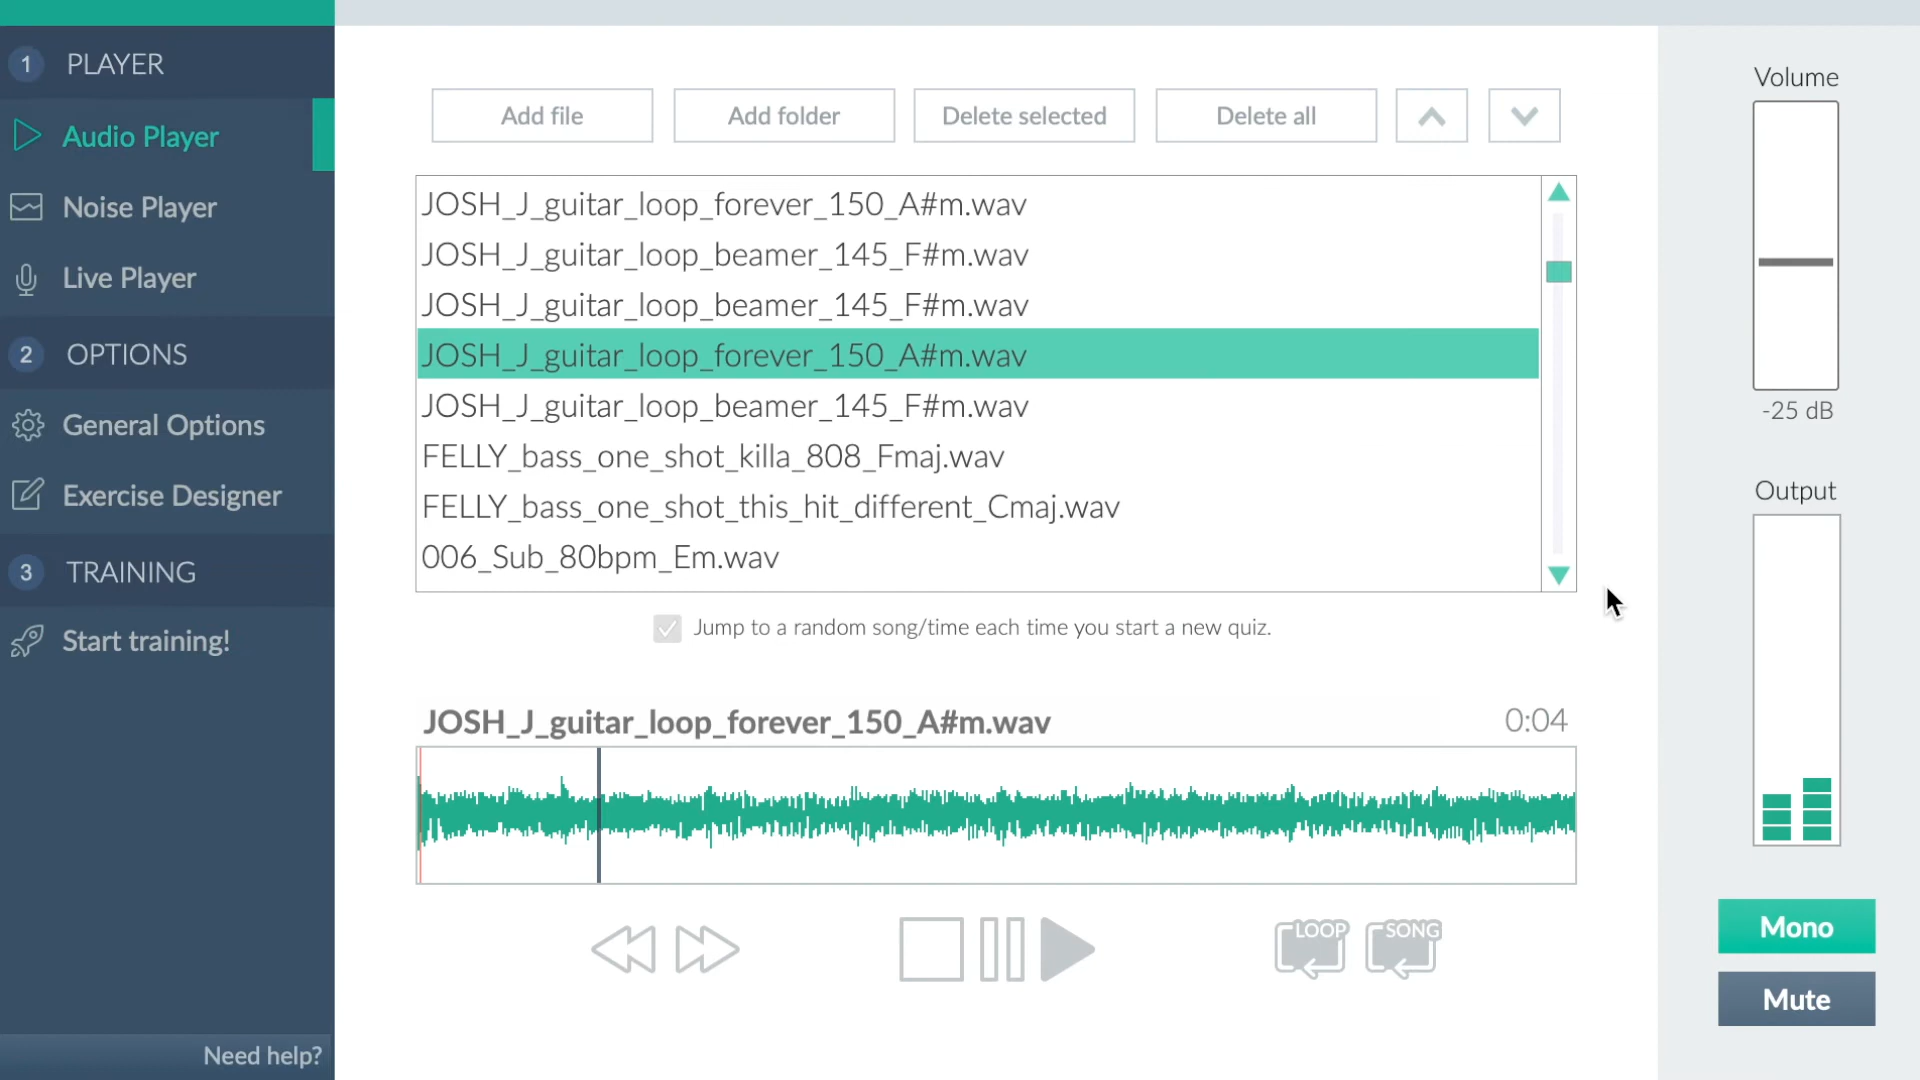 1 PLAYER
Audio Player
Noise Player
Live Player
2 OPTIONS
General Options
Exercise Designer
3 TRAINING
Start training!
Need help?
Add file
Add folder
Delete selected
Delete all
JOSH_J_guitar_loop_forever_150_A#m.wav
JOSH_J_guitar_loop_beamer_145_F#m.wav
JOSH_J_guitar_loop_beamer_145_F#m.wav
JOSH_J_guitar_loop_forever_150_A#m.wav
JOSH_J_guitar_loop_beamer_145_F#m.wav
FELLY_bass_one_shot_killa_808_Fmaj.wav
FELLY_bass_one_shot_this_hit_different_Cmaj.wav
006_Sub_80bpm_Em.wav
Jump to a random song/time each time you start a new quiz.
JOSH_J_guitar_loop_forever_150_A#m.wav
0:04
LOOP
SONG
Volume
-25 dB
Output
Mono
Mute